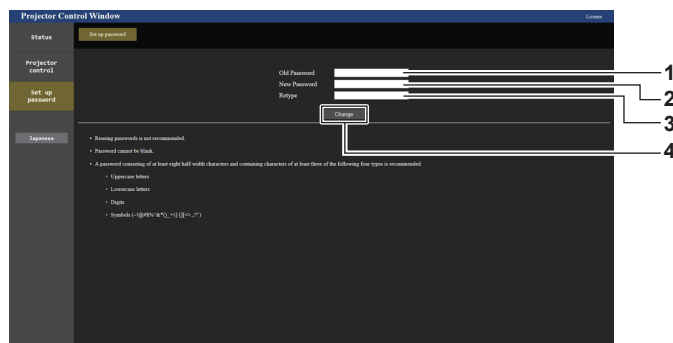 Projector Control Window
License
Status
Set up password
Projector
control
Set up
password
Japanese
Old Password
New Password
Retype
Change
1
2
3
4
• Reusing passwords is not recommended.
• Password cannot be blank.
• A password consisting of at least eight half-width characters and containing characters of at least three of the following four types is recommended.
• Uppercase letters
• Lowercase letters
• Digits
• Symbols